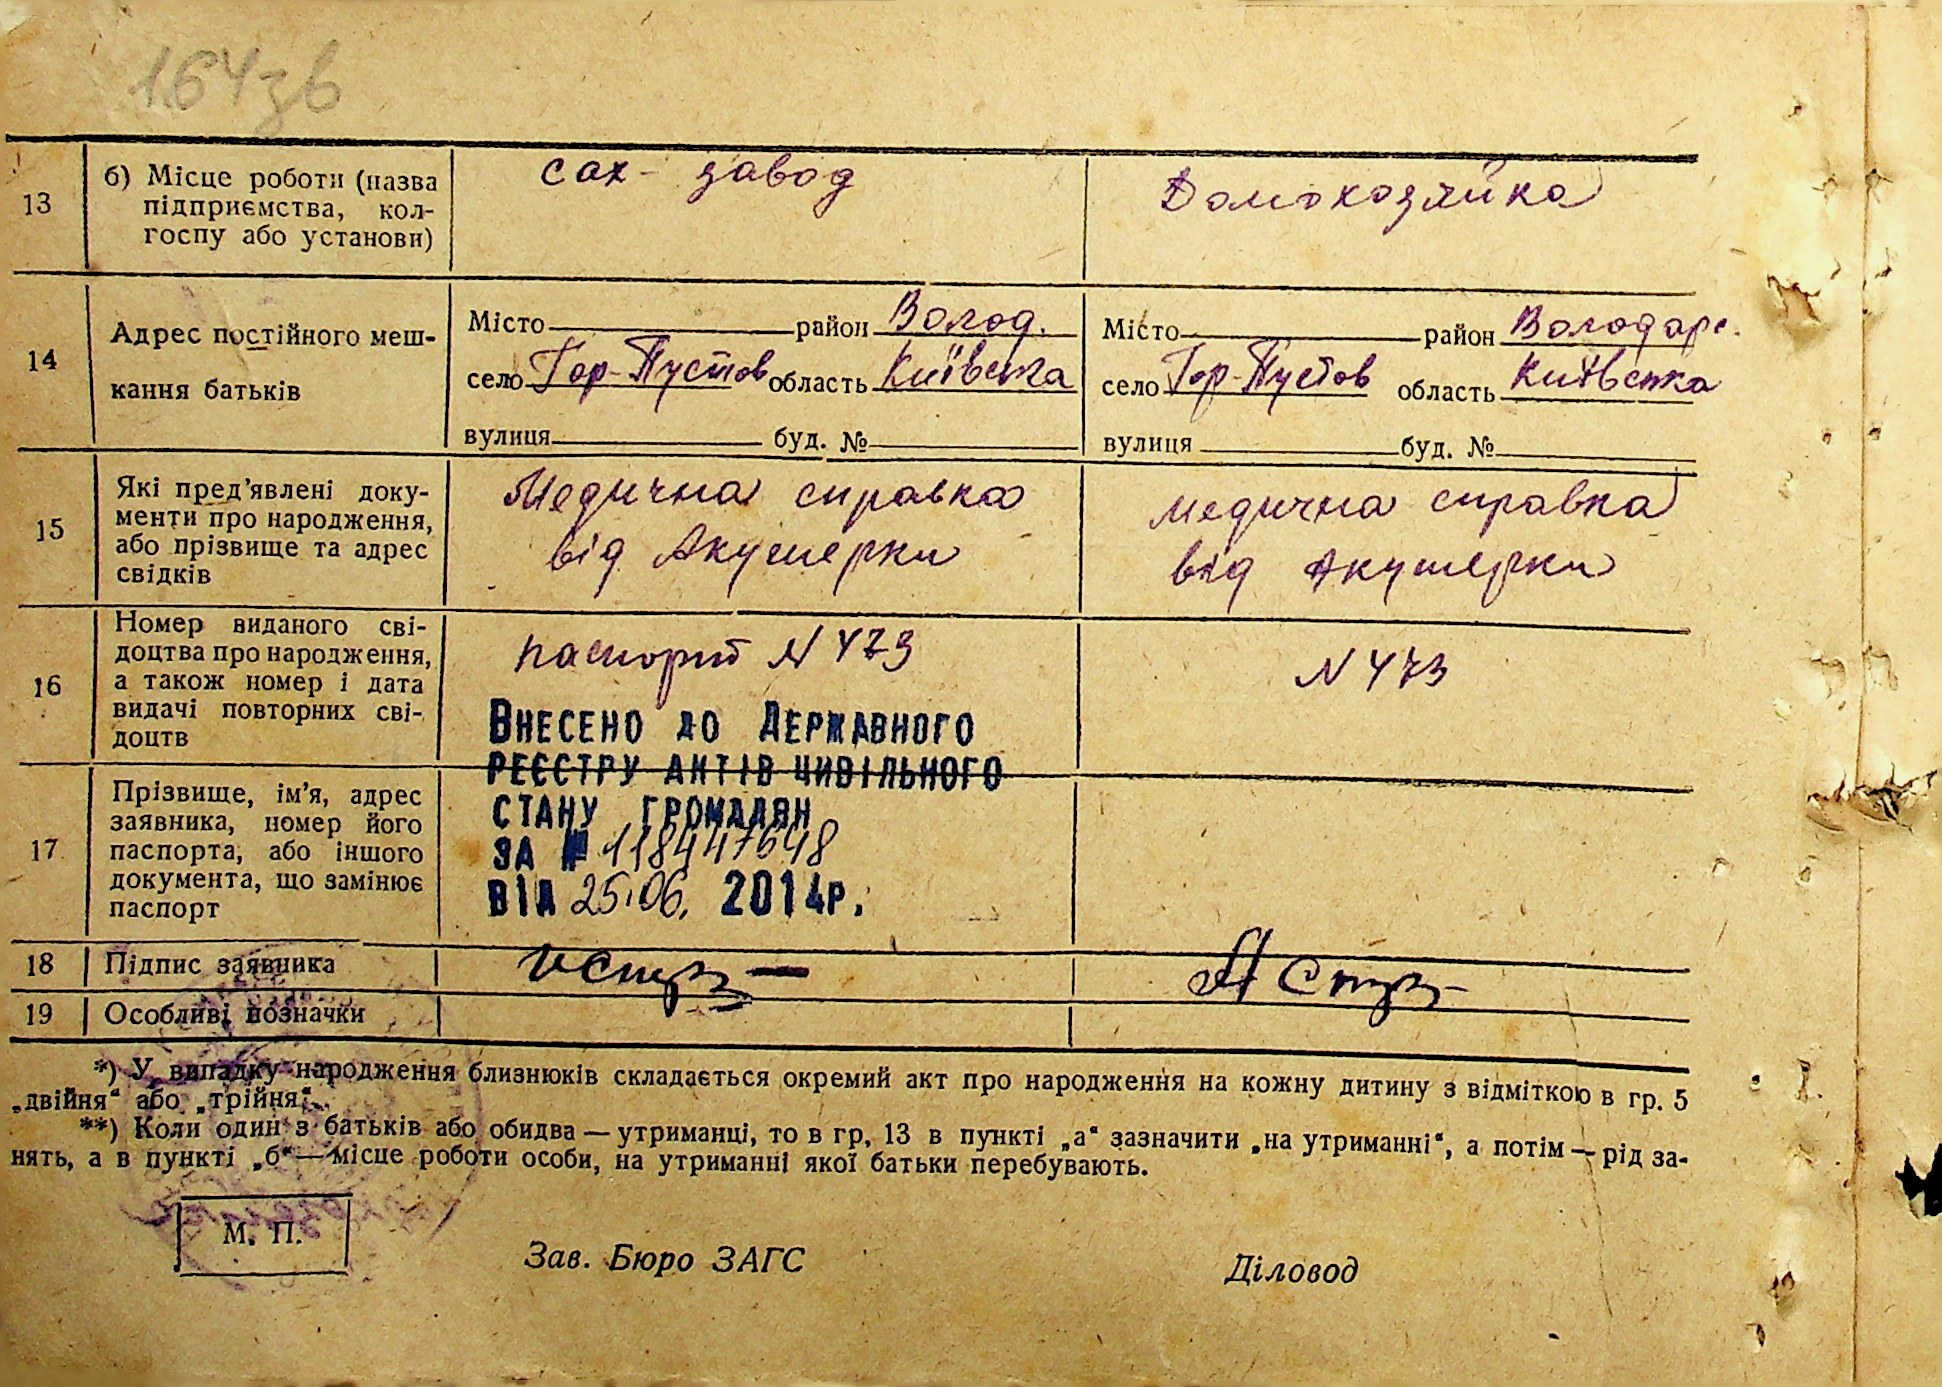 164зв
13
б) Місце роботи (назва
підприємства, кол-
госпу або установи)
сах- завод
Домохозяйка
14
Адрес постійного меш-
кання батьків
Місто район Волод.
село Гор-Пустов область Київська
вулиця буд. №
Місто район Володарс.
село Гор-Пустов область Київська
вулиця буд. №
15
Які пред’явлені доку-
менти про народження,
або прізвище та адрес
свідків
Медична справка
від Акушерки
медична справка
від Акушерки
16
Номер виданого сві-
доцтва про народження,
а також номер і дата
видачі повторних сві-
доцтв
паспорт N 473
N 473
Внесено до Державного
реєстру актів цивільного
стану громадян
за № 118447648
від 25.06. 2014р.
17
Прізвище, ім’я, адрес
заявника, номер його
паспорта, або іншого
документа, що замінює
паспорт
18
Підпис заявника
19
Особливі позначки
*) У випадку народження близнюків складається окремий акт про народження на кожну дитину з відміткою в гр. 5
„двійня“ або „трійня“.
**) Коли один з батьків або обидва — утриманці, то в гр. 13 в пункті „а“ зазначити „на утриманні“, а потім — рід за-
нять, а в пункті „б“ — місце роботи особи, на утриманні якої батьки перебувають.
М. П.
Зав. Бюро ЗАГС
Діловод